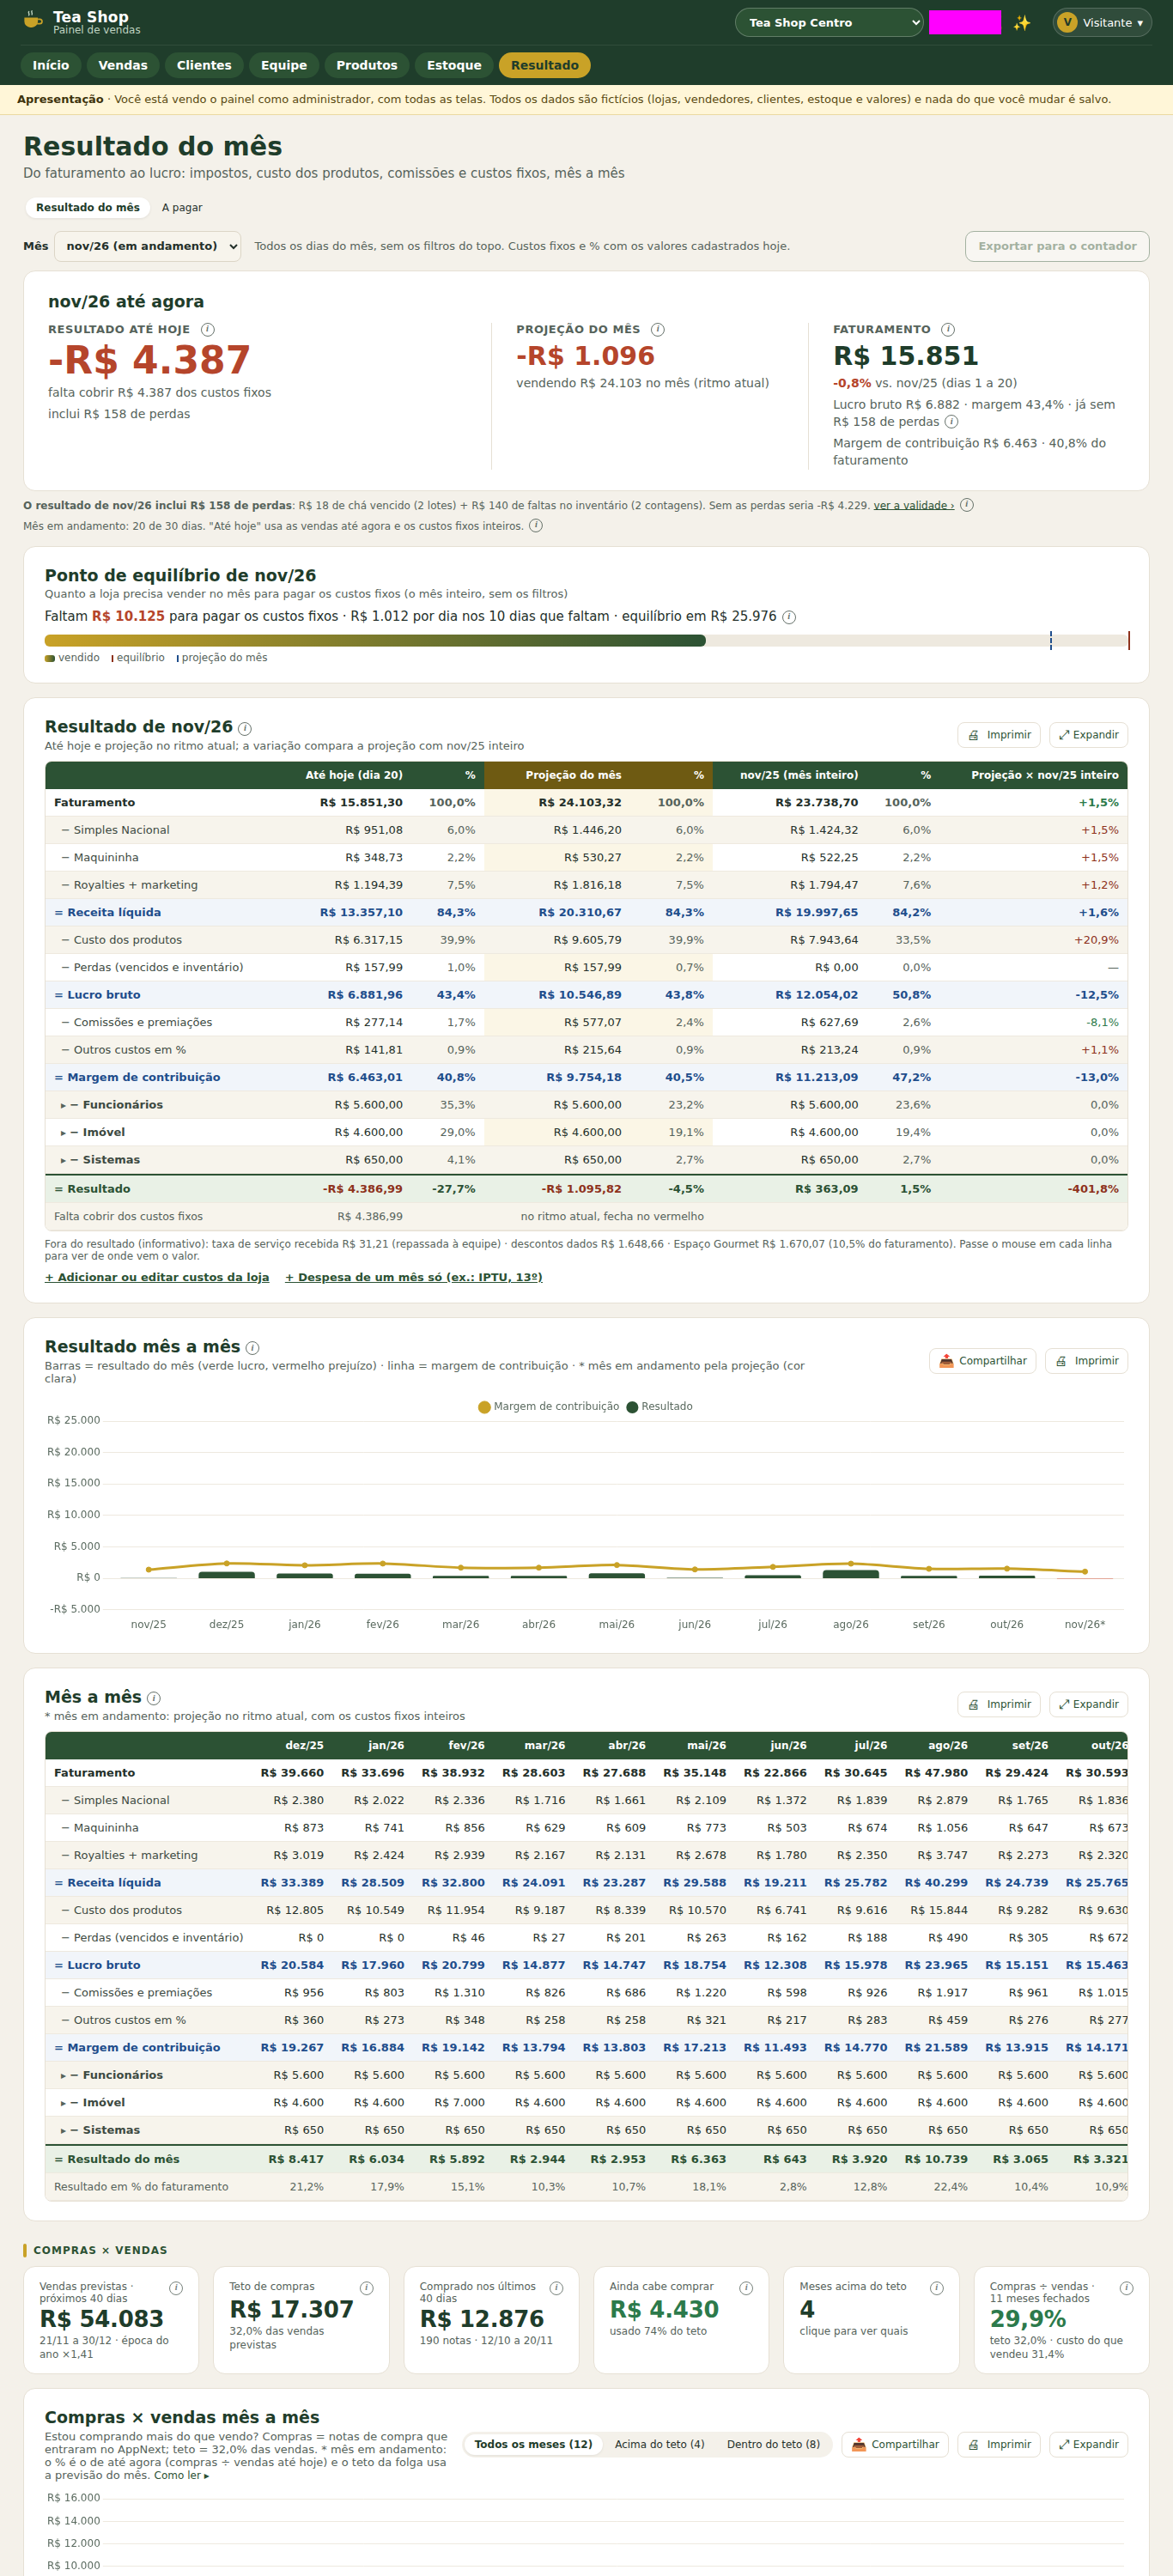 Tea Shop
Painel de vendas
Tea Shop Centro
V Visitante ▾
Início Vendas Clientes Equipe Produtos Estoque Resultado
Apresentação · Você está vendo o painel como administrador, com todas as telas. Todos os dados são fictícios (lojas, vendedores, clientes, estoque e valores) e nada do que você mudar é salvo.
Resultado do mês
Do faturamento ao lucro: impostos, custo dos produtos, comissões e custos fixos, mês a mês
Resultado do mês A pagar
Mês nov/26 (em andamento) Todos os dias do mês, sem os filtros do topo. Custos fixos e % com os valores cadastrados hoje. Exportar para o contador
nov/26 até agora
RESULTADO ATÉ HOJE i
-R$ 4.387
falta cobrir R$ 4.387 dos custos fixos
inclui R$ 158 de perdas
PROJEÇÃO DO MÊS i
-R$ 1.096
vendendo R$ 24.103 no mês (ritmo atual)
FATURAMENTO i
R$ 15.851
-0,8% vs. nov/25 (dias 1 a 20)
Lucro bruto R$ 6.882 · margem 43,4% · já sem
R$ 158 de perdas i
Margem de contribuição R$ 6.463 · 40,8% do
faturamento
O resultado de nov/26 inclui R$ 158 de perdas: R$ 18 de chá vencido (2 lotes) + R$ 140 de faltas no inventário (2 contagens). Sem as perdas seria -R$ 4.229. ver a validade › i
Mês em andamento: 20 de 30 dias. "Até hoje" usa as vendas até agora e os custos fixos inteiros. i
Ponto de equilíbrio de nov/26
Quanto a loja precisa vender no mês para pagar os custos fixos (o mês inteiro, sem os filtros)
Faltam R$ 10.125 para pagar os custos fixos · R$ 1.012 por dia nos 10 dias que faltam · equilíbrio em R$ 25.976 i
vendido equilíbrio projeção do mês
Resultado de nov/26 i
Até hoje e projeção no ritmo atual; a variação compara a projeção com nov/25 inteiro
Imprimir Expandir
Até hoje (dia 20) % Projeção do mês % nov/25 (mês inteiro) % Projeção × nov/25 inteiro
Faturamento R$ 15.851,30 100,0% R$ 24.103,32 100,0% R$ 23.738,70 100,0% +1,5%
− Simples Nacional R$ 951,08 6,0% R$ 1.446,20 6,0% R$ 1.424,32 6,0% +1,5%
− Maquininha R$ 348,73 2,2% R$ 530,27 2,2% R$ 522,25 2,2% +1,5%
− Royalties + marketing R$ 1.194,39 7,5% R$ 1.816,18 7,5% R$ 1.794,47 7,6% +1,2%
= Receita líquida R$ 13.357,10 84,3% R$ 20.310,67 84,3% R$ 19.997,65 84,2% +1,6%
− Custo dos produtos R$ 6.317,15 39,9% R$ 9.605,79 39,9% R$ 7.943,64 33,5% +20,9%
− Perdas (vencidos e inventário) R$ 157,99 1,0% R$ 157,99 0,7% R$ 0,00 0,0% —
= Lucro bruto R$ 6.881,96 43,4% R$ 10.546,89 43,8% R$ 12.054,02 50,8% -12,5%
− Comissões e premiações R$ 277,14 1,7% R$ 577,07 2,4% R$ 627,69 2,6% -8,1%
− Outros custos em % R$ 141,81 0,9% R$ 215,64 0,9% R$ 213,24 0,9% +1,1%
= Margem de contribuição R$ 6.463,01 40,8% R$ 9.754,18 40,5% R$ 11.213,09 47,2% -13,0%
▸ − Funcionários R$ 5.600,00 35,3% R$ 5.600,00 23,2% R$ 5.600,00 23,6% 0,0%
▸ − Imóvel R$ 4.600,00 29,0% R$ 4.600,00 19,1% R$ 4.600,00 19,4% 0,0%
▸ − Sistemas R$ 650,00 4,1% R$ 650,00 2,7% R$ 650,00 2,7% 0,0%
= Resultado -R$ 4.386,99 -27,7% -R$ 1.095,82 -4,5% R$ 363,09 1,5% -401,8%
Falta cobrir dos custos fixos R$ 4.386,99 no ritmo atual, fecha no vermelho
Fora do resultado (informativo): taxa de serviço recebida R$ 31,21 (repassada à equipe) · descontos dados R$ 1.648,66 · Espaço Gourmet R$ 1.670,07 (10,5% do faturamento). Passe o mouse em cada linha
para ver de onde vem o valor.
+ Adicionar ou editar custos da loja + Despesa de um mês só (ex.: IPTU, 13º)
Resultado mês a mês i
Barras = resultado do mês (verde lucro, vermelho prejuízo) · linha = margem de contribuição · * mês em andamento pela projeção (cor
clara)
Compartilhar Imprimir
Margem de contribuição Resultado
R$ 25.000
R$ 20.000
R$ 15.000
R$ 10.000
R$ 5.000
R$ 0
-R$ 5.000
nov/25 dez/25 jan/26 fev/26 mar/26 abr/26 mai/26 jun/26 jul/26 ago/26 set/26 out/26 nov/26*
Mês a mês i
* mês em andamento: projeção no ritmo atual, com os custos fixos inteiros
Imprimir Expandir
dez/25 jan/26 fev/26 mar/26 abr/26 mai/26 jun/26 jul/26 ago/26 set/26 out/26
Faturamento R$ 39.660 R$ 33.696 R$ 38.932 R$ 28.603 R$ 27.688 R$ 35.148 R$ 22.866 R$ 30.645 R$ 47.980 R$ 29.424 R$ 30.593
− Simples Nacional R$ 2.380 R$ 2.022 R$ 2.336 R$ 1.716 R$ 1.661 R$ 2.109 R$ 1.372 R$ 1.839 R$ 2.879 R$ 1.765 R$ 1.836
− Maquininha R$ 873 R$ 741 R$ 856 R$ 629 R$ 609 R$ 773 R$ 503 R$ 674 R$ 1.056 R$ 647 R$ 673
− Royalties + marketing R$ 3.019 R$ 2.424 R$ 2.939 R$ 2.167 R$ 2.131 R$ 2.678 R$ 1.780 R$ 2.350 R$ 3.747 R$ 2.273 R$ 2.320
= Receita líquida R$ 33.389 R$ 28.509 R$ 32.800 R$ 24.091 R$ 23.287 R$ 29.588 R$ 19.211 R$ 25.782 R$ 40.299 R$ 24.739 R$ 25.765
− Custo dos produtos R$ 12.805 R$ 10.549 R$ 11.954 R$ 9.187 R$ 8.339 R$ 10.570 R$ 6.741 R$ 9.616 R$ 15.844 R$ 9.282 R$ 9.630
− Perdas (vencidos e inventário) R$ 0 R$ 0 R$ 46 R$ 27 R$ 201 R$ 263 R$ 162 R$ 188 R$ 490 R$ 305 R$ 672
= Lucro bruto R$ 20.584 R$ 17.960 R$ 20.799 R$ 14.877 R$ 14.747 R$ 18.754 R$ 12.308 R$ 15.978 R$ 23.965 R$ 15.151 R$ 15.463
− Comissões e premiações R$ 956 R$ 803 R$ 1.310 R$ 826 R$ 686 R$ 1.220 R$ 598 R$ 926 R$ 1.917 R$ 961 R$ 1.015
− Outros custos em % R$ 360 R$ 273 R$ 348 R$ 258 R$ 258 R$ 321 R$ 217 R$ 283 R$ 459 R$ 276 R$ 277
= Margem de contribuição R$ 19.267 R$ 16.884 R$ 19.142 R$ 13.794 R$ 13.803 R$ 17.213 R$ 11.493 R$ 14.770 R$ 21.589 R$ 13.915 R$ 14.171
▸ − Funcionários R$ 5.600 R$ 5.600 R$ 5.600 R$ 5.600 R$ 5.600 R$ 5.600 R$ 5.600 R$ 5.600 R$ 5.600 R$ 5.600 R$ 5.600
▸ − Imóvel R$ 4.600 R$ 4.600 R$ 7.000 R$ 4.600 R$ 4.600 R$ 4.600 R$ 4.600 R$ 4.600 R$ 4.600 R$ 4.600 R$ 4.600
▸ − Sistemas R$ 650 R$ 650 R$ 650 R$ 650 R$ 650 R$ 650 R$ 650 R$ 650 R$ 650 R$ 650 R$ 650
= Resultado do mês R$ 8.417 R$ 6.034 R$ 5.892 R$ 2.944 R$ 2.953 R$ 6.363 R$ 643 R$ 3.920 R$ 10.739 R$ 3.065 R$ 3.321
Resultado em % do faturamento 21,2% 17,9% 15,1% 10,3% 10,7% 18,1% 2,8% 12,8% 22,4% 10,4% 10,9%
COMPRAS × VENDAS
Vendas previstas ·
próximos 40 dias i
R$ 54.083
21/11 a 30/12 · época do
ano ×1,41
Teto de compras i
R$ 17.307
32,0% das vendas
previstas
Comprado nos últimos
40 dias i
R$ 12.876
190 notas · 12/10 a 20/11
Ainda cabe comprar i
R$ 4.430
usado 74% do teto
Meses acima do teto i
4
clique para ver quais
Compras ÷ vendas ·
11 meses fechados i
29,9%
teto 32,0% · custo do que
vendeu 31,4%
Compras × vendas mês a mês
Estou comprando mais do que vendo? Compras = notas de compra que
entraram no AppNext; teto = 32,0% das vendas. * mês em andamento:
o % é o de até agora (compras ÷ vendas até hoje) e o teto da folga usa
a previsão do mês. Como ler ▸
Todos os meses (12) Acima do teto (4) Dentro do teto (8) Compartilhar Imprimir Expandir
R$ 16.000
R$ 14.000
R$ 12.000
R$ 10.000